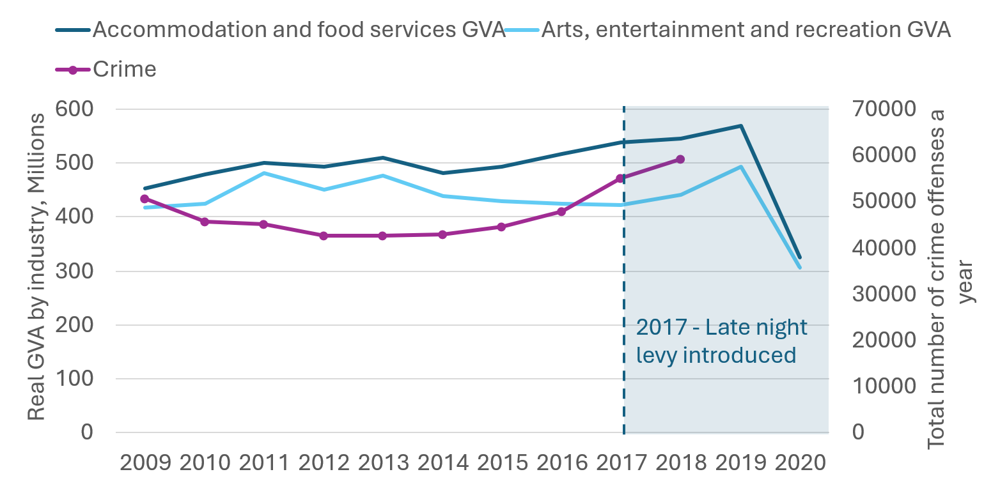 Accommodation and food services GVA
Arts, entertainment and recreation GVA
Crime
Real GVA by industry, Millions
600
500
400
300
200
100
0
2017 - Late night
levy introduced
70000
60000
50000
40000
30000
20000
10000
0
Total number of crime offenses a
year
2009 2010 2011 2012 2013 2014 2015 2016 2017 2018 2019 2020